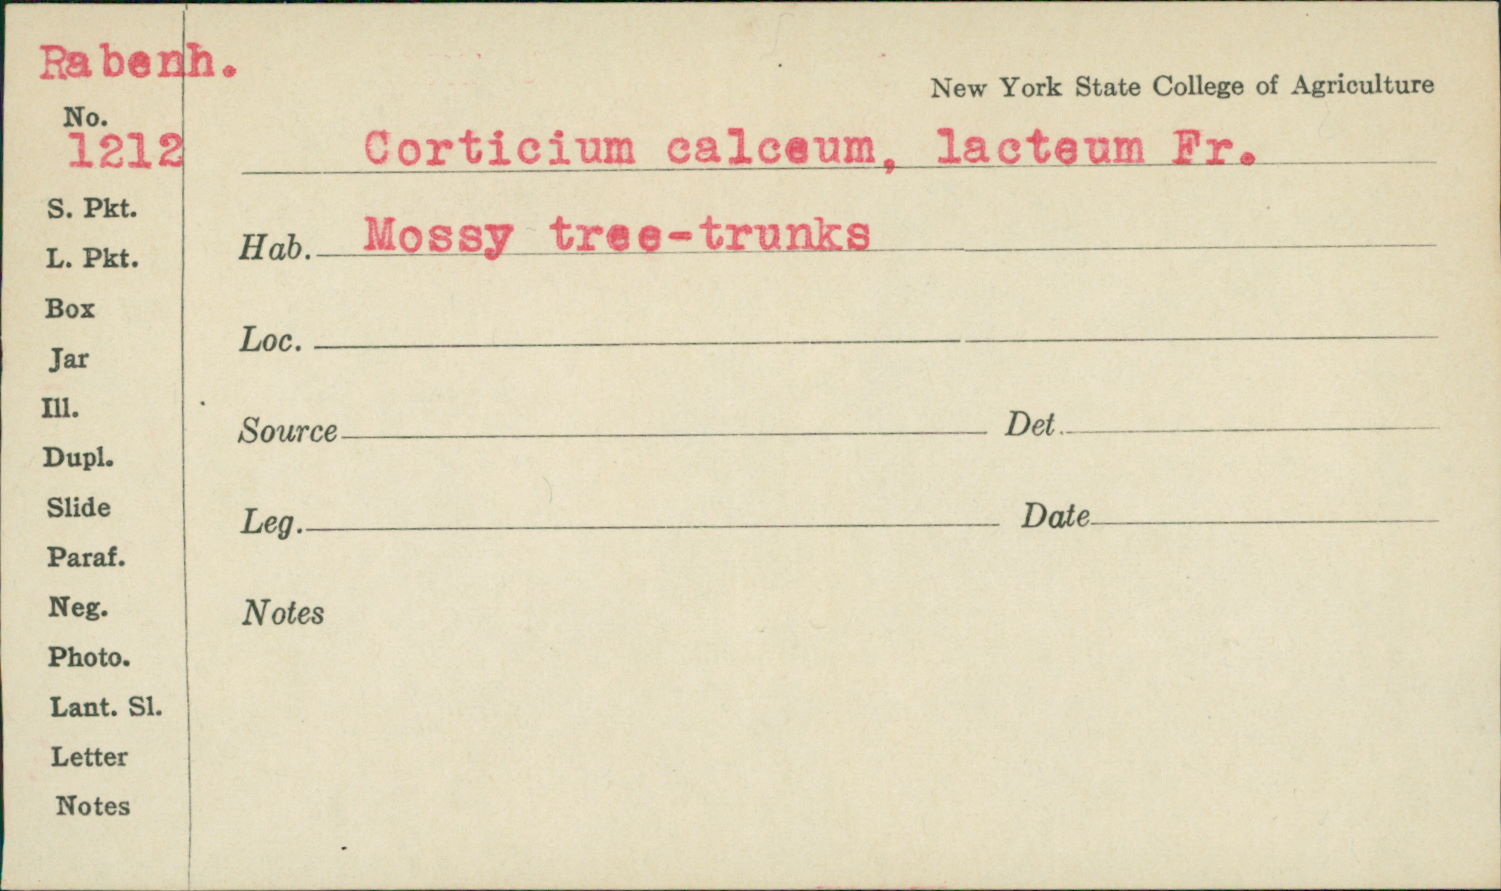 Rabenh.
New York State College of Agriculture
No.
1212
Corticium calceum, lacteum Fr.
S. Pkt.
Hab. Mossy tree-trunks
L. Pkt.
Box
Loc.
Jar
Ill.
Source Det.
Dupl.
Slide
Leg. Date
Paraf.
Neg.
Notes
Photo.
Lant. Sl.
Letter
Notes